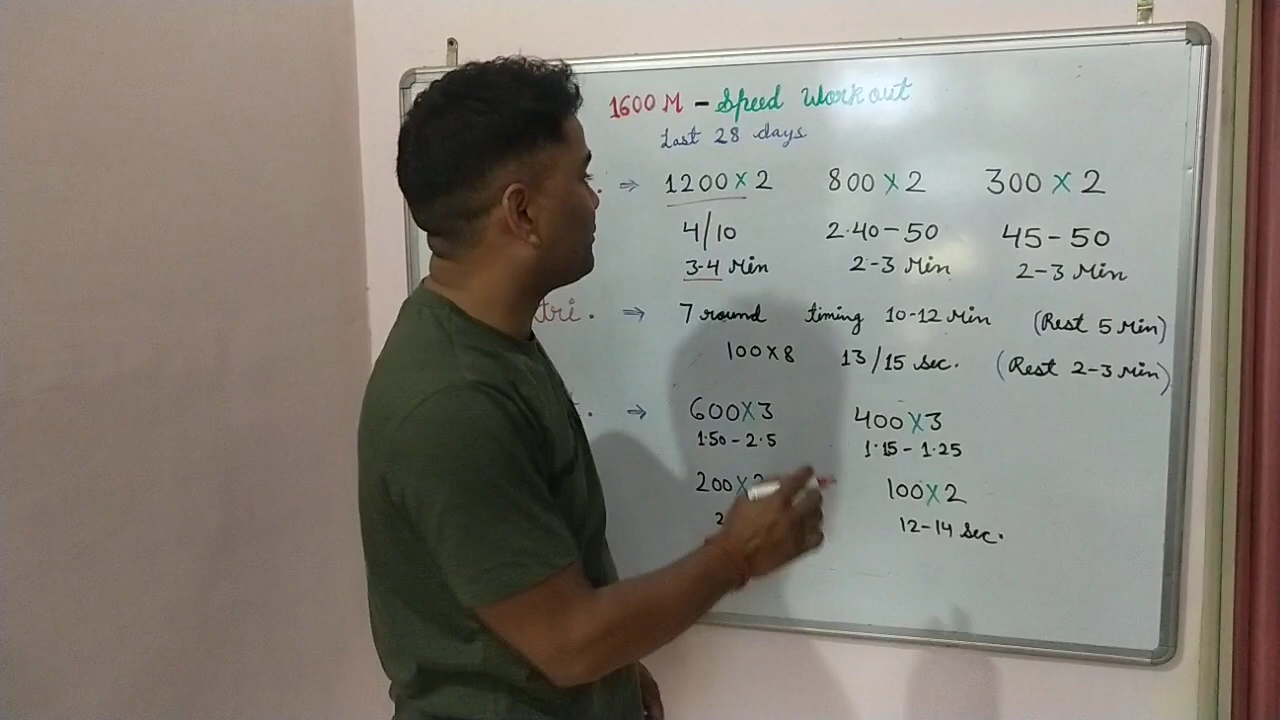 1600 M - Speed Workout
Last 28 days
⇒ 1200 x 2 800 x 2 300 x 2
4/10 2.40-50 45-50
3-4 Min 2-3 Min 2-3 Min
tri. ⇒ 7 round timing 10-12 Min (Rest 5 Min)
100 x 8 13/15 sec. (Rest 2-3 Min)
⇒ 600 X 3 400 X 3
1.50 - 2.5 1.15 - 1.25
200 X 100 X 2
12-14 Sec.